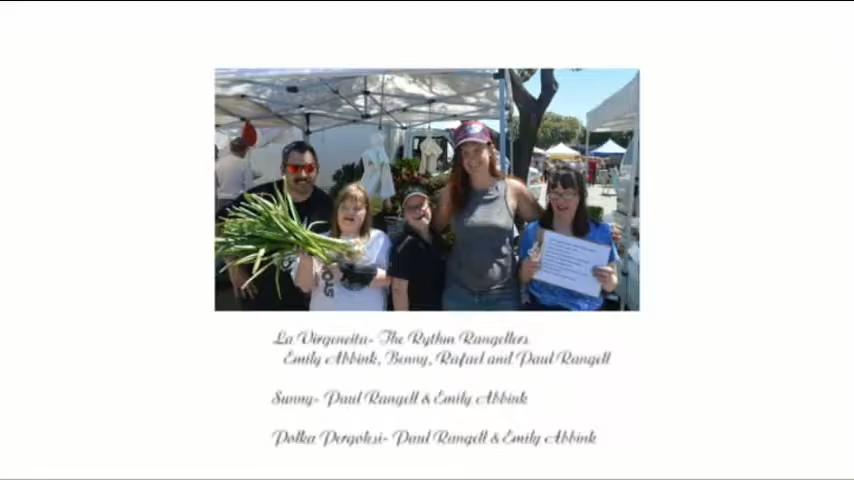 La Virgencita- The Rythm Rangellers
Emily Abbink, Benny, Rafael and Paul Rangell
Sunny- Paul Rangell & Emily Abbink
Polka Pergolesi- Paul Rangell & Emily Abbink